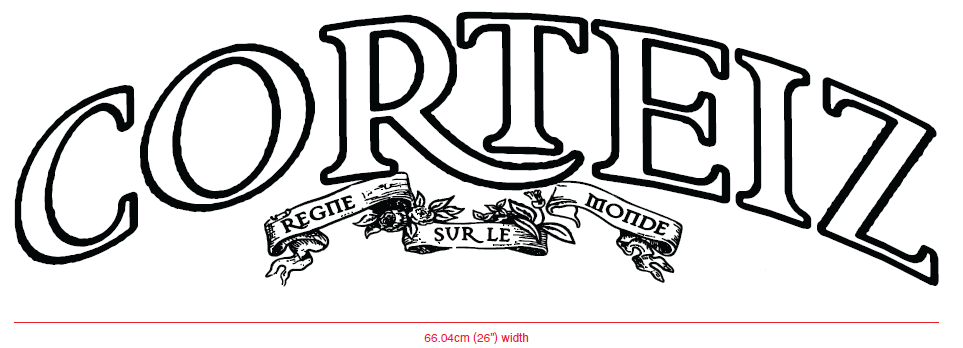 CORTEIZ
REGNE
SUR LE
MONDE
66.04cm (26”) width